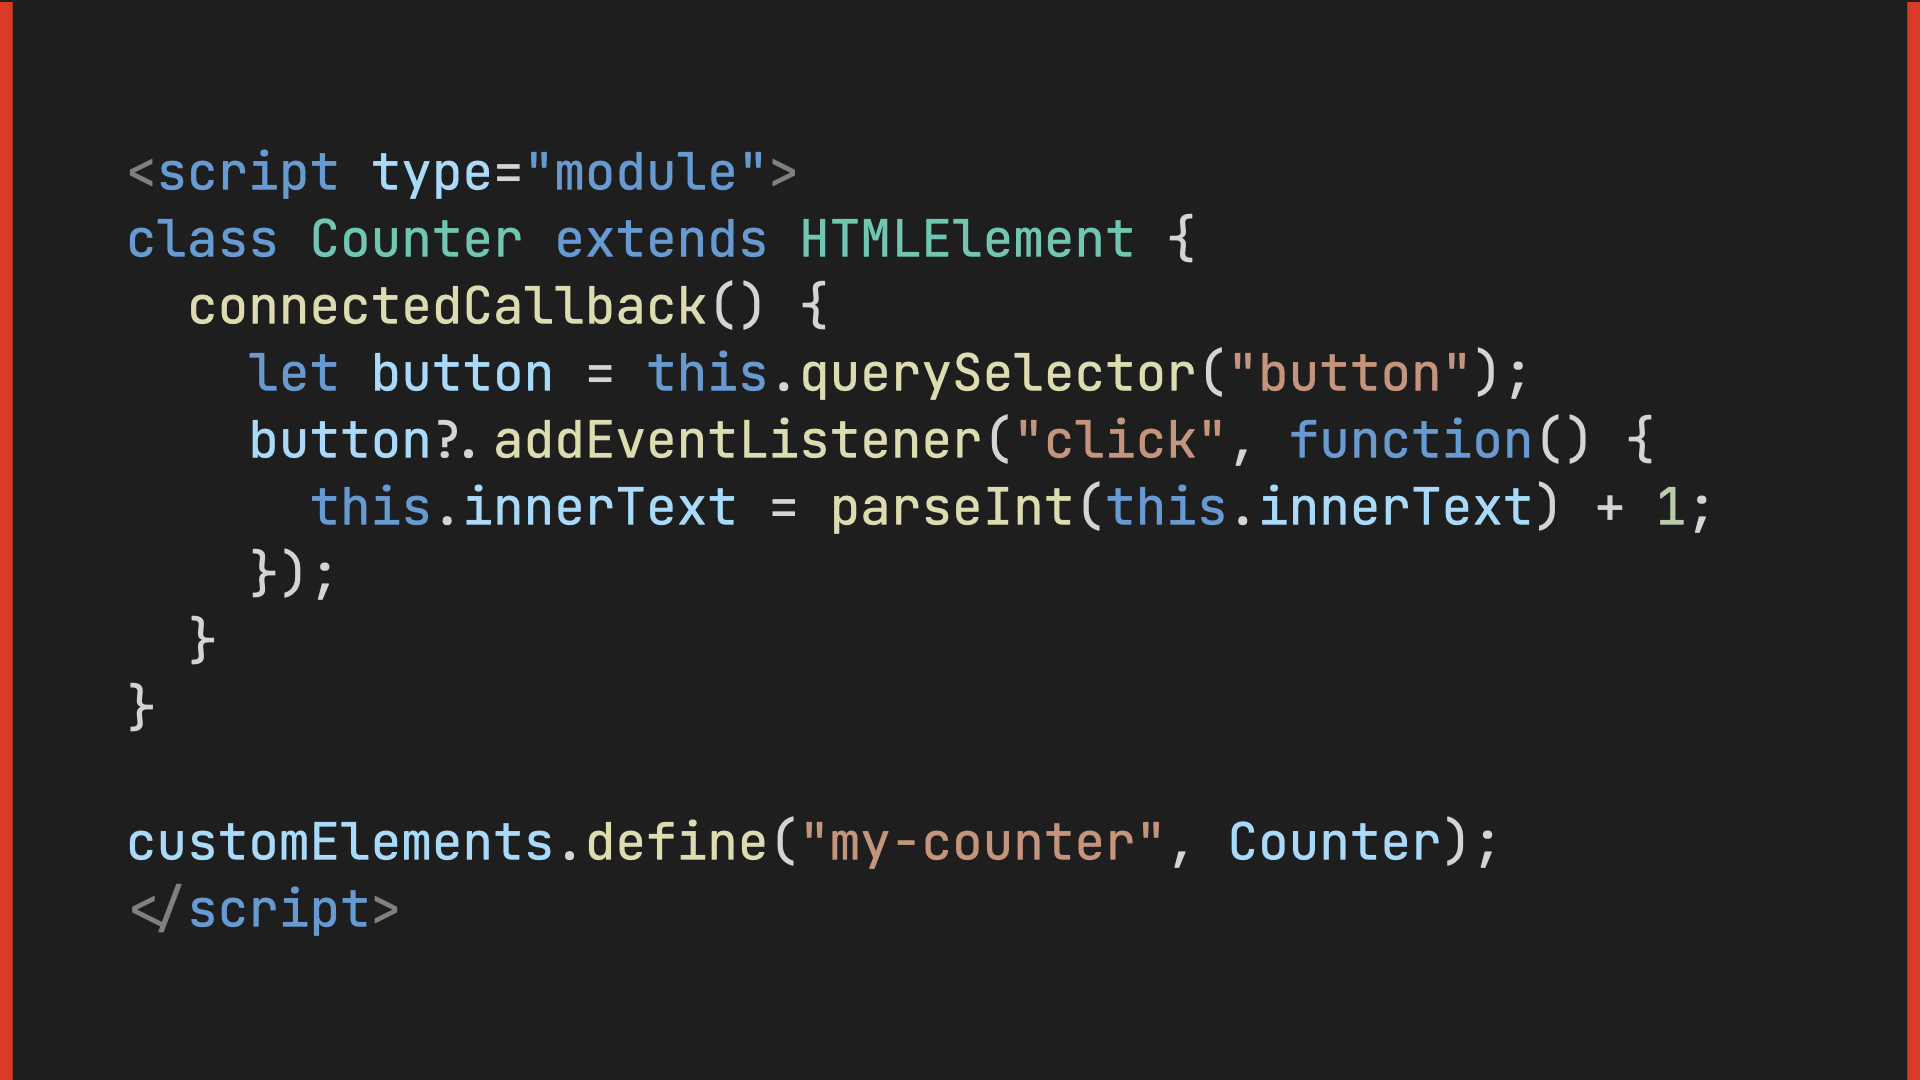 <script type="module">
class Counter extends HTMLElement {
  connectedCallback() {
    let button = this.querySelector("button");
    button?.addEventListener("click", function() {
      this.innerText = parseInt(this.innerText) + 1;
    });
  }
}

customElements.define("my-counter", Counter);
</script>